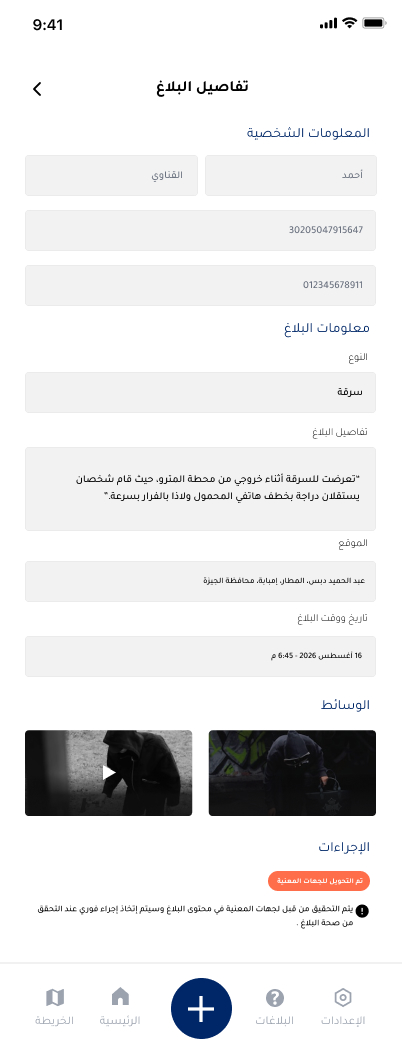 9:41
تفاصيل البلاغ
المعلومات الشخصية
أحمد
القناوي
30205047915647
012345678911
معلومات البلاغ
النوع
سرقة
تفاصيل البلاغ
"تعرضت للسرقة أثناء خروجي من محطة المترو، حيث قام شخصان
يستقلان دراجة بخطف هاتفي المحمول ولاذا بالفرار بسرعة."
الموقع
عبد الحميد دبس، المطار، إمبابة، محافظة الجيزة
تاريخ ووقت البلاغ
16 أغسطس 2026 - 6:45 م
الوسائط
الإجراءات
تم التحويل للجهات المعنية
يتم التحقيق من قبل لجهات المعنية في محتوى البلاغ وسيتم إتخاذ إجراء فوري عند التحقق
من صحة البلاغ .
الإعدادات
البلاغات
الرئيسية
الخريطة